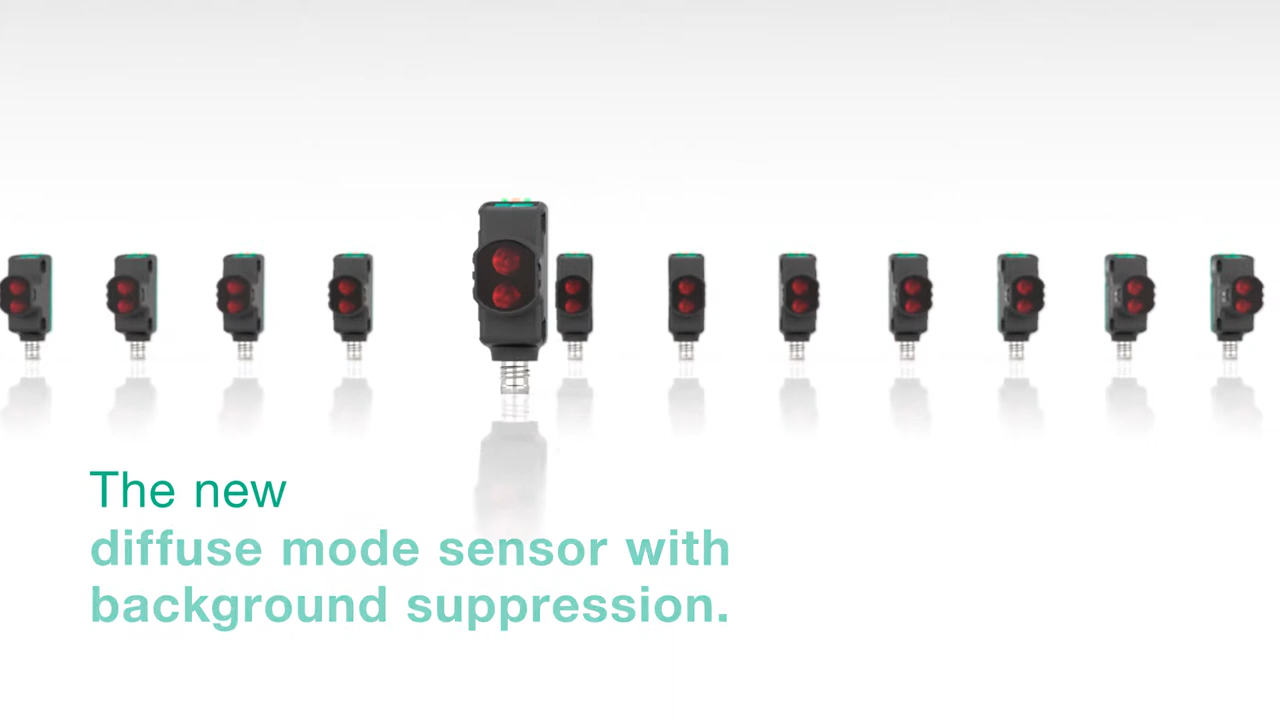 The new
diffuse mode sensor with
background suppression.